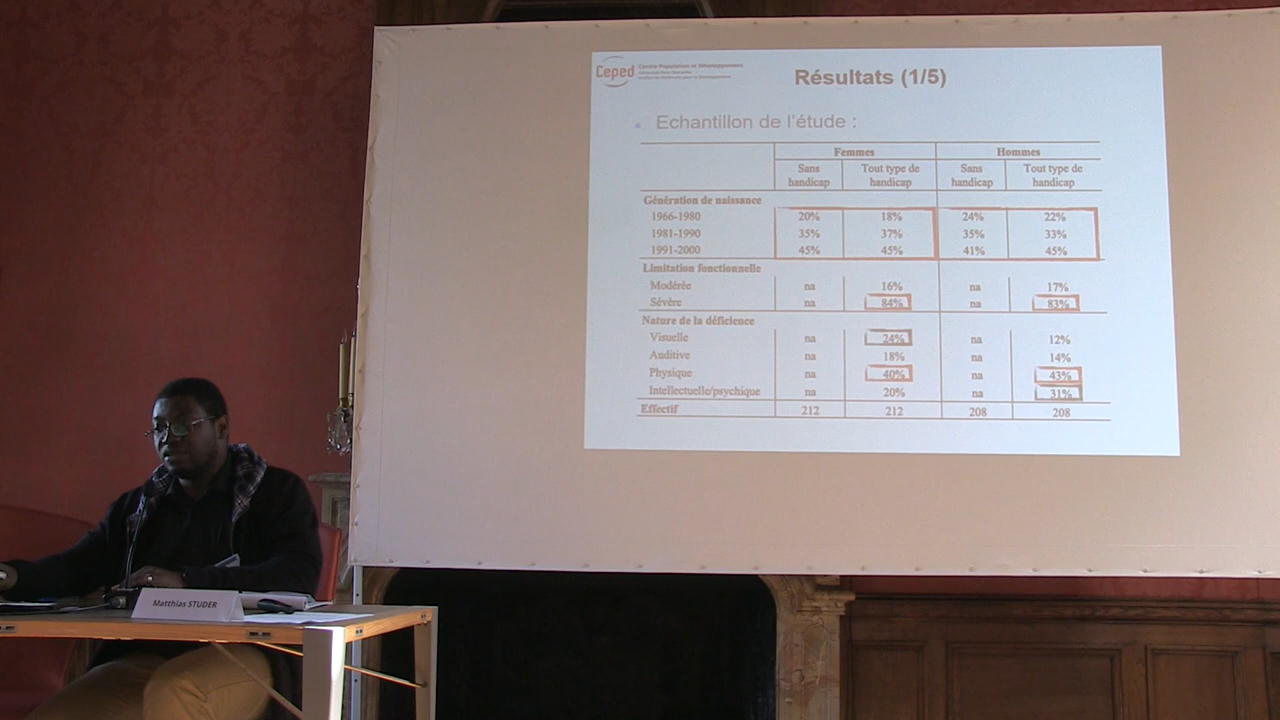 Ceped Centre Population et Développement
Résultats (1/5)
Echantillon de l'étude :
Femmes Hommes
Sans handicap Tout type de handicap Sans handicap Tout type de handicap
Génération de naissance
1966-1980 20% 18% 24% 22%
1981-1990 35% 37% 35% 33%
1991-2000 45% 45% 41% 45%
Limitation fonctionnelle
Modérée na 16% na 17%
Sévère na 84% na 83%
Nature de la déficience
Visuelle na 24% na 12%
Auditive na 18% na 14%
Physique na 40% na 43%
Intellectuelle/psychique na 20% na 31%
Effectif 212 212 208 208
Matthias STUDER